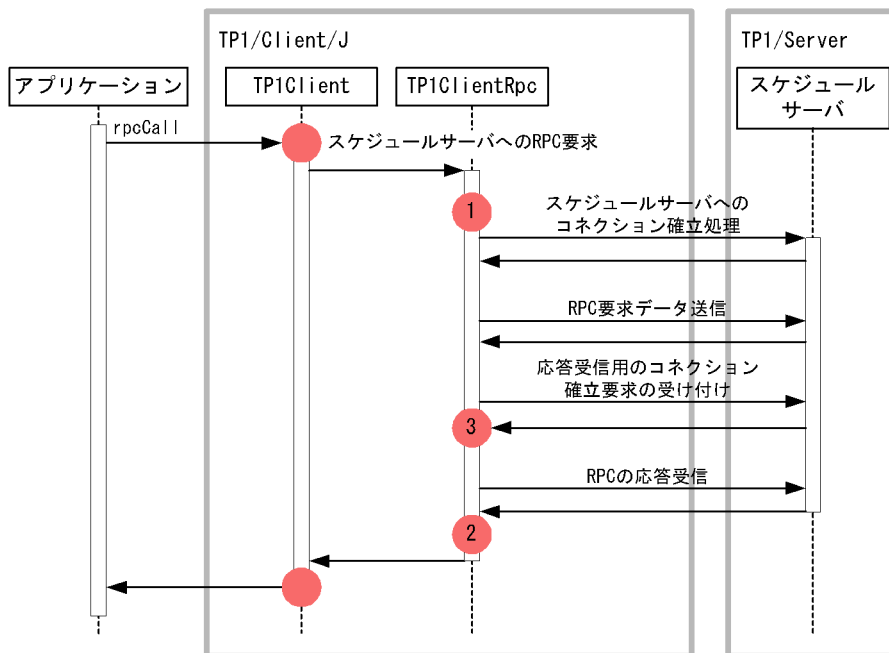 TP1/Client/J
TP1/Server
アプリケーション
TP1Client
TP1ClientRpc
スケジュール
サーバ
rpcCall
スケジュールサーバへのRPC要求
1
スケジュールサーバへの
コネクション確立処理
RPC要求データ送信
応答受信用のコネクション
確立要求の受け付け
3
RPCの応答受信
2